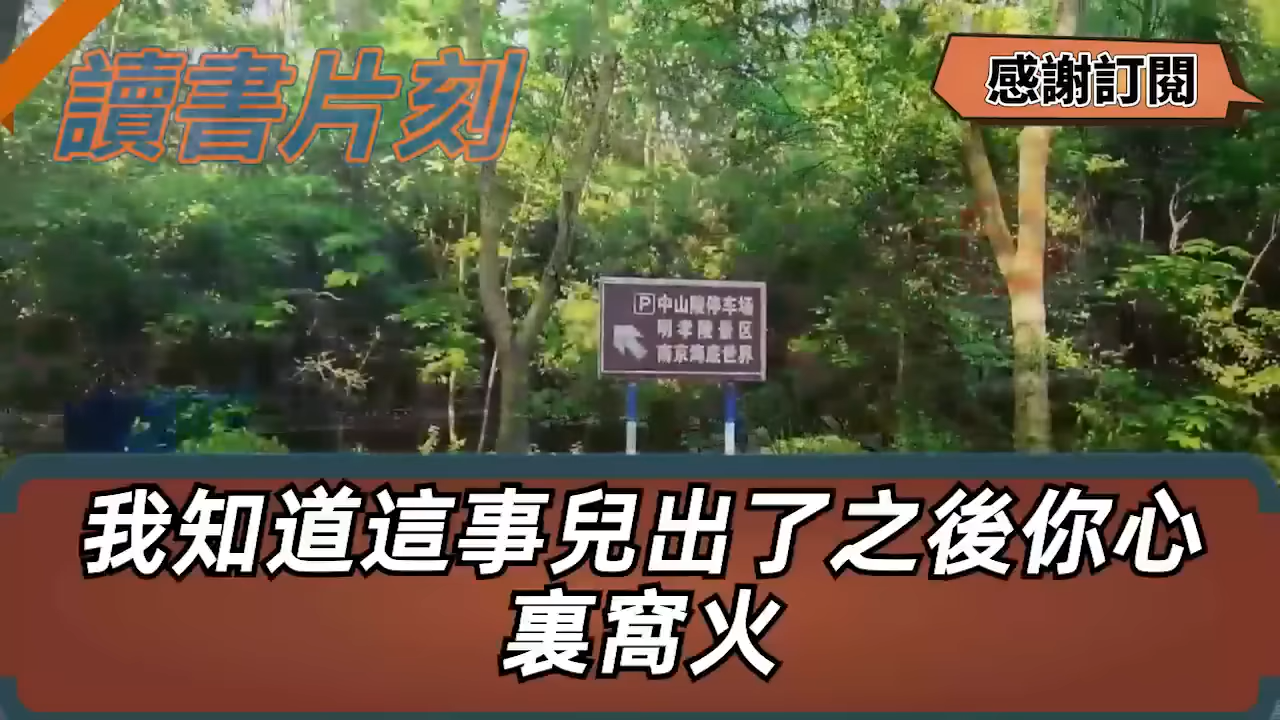 讀書片刻
感謝訂閱
P中山陵停车场
明孝陵景区
南京海底世界
我知道這事兒出了之後你心
裏窩火